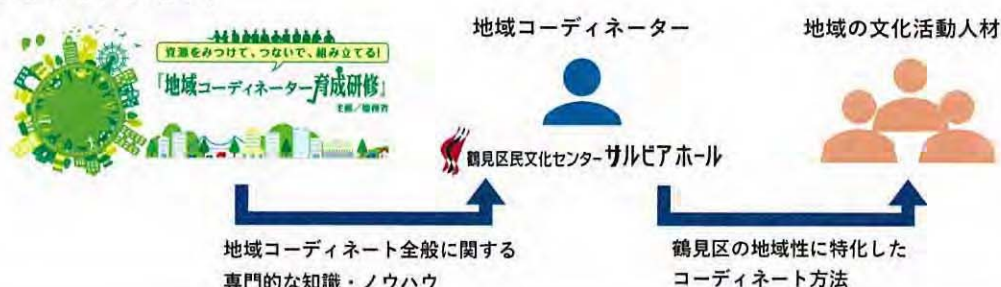 資源をみつけて、つないで、組み立てる!
「地域コーディネーター育成研修」
地域コーディネーター
鶴見区民文化センター サルビアホール
地域の文化活動人材
地域コーディネート全般に関する
専門的な知識・ノウハウ
鶴見区の地域性に特化した
コーディネート方法